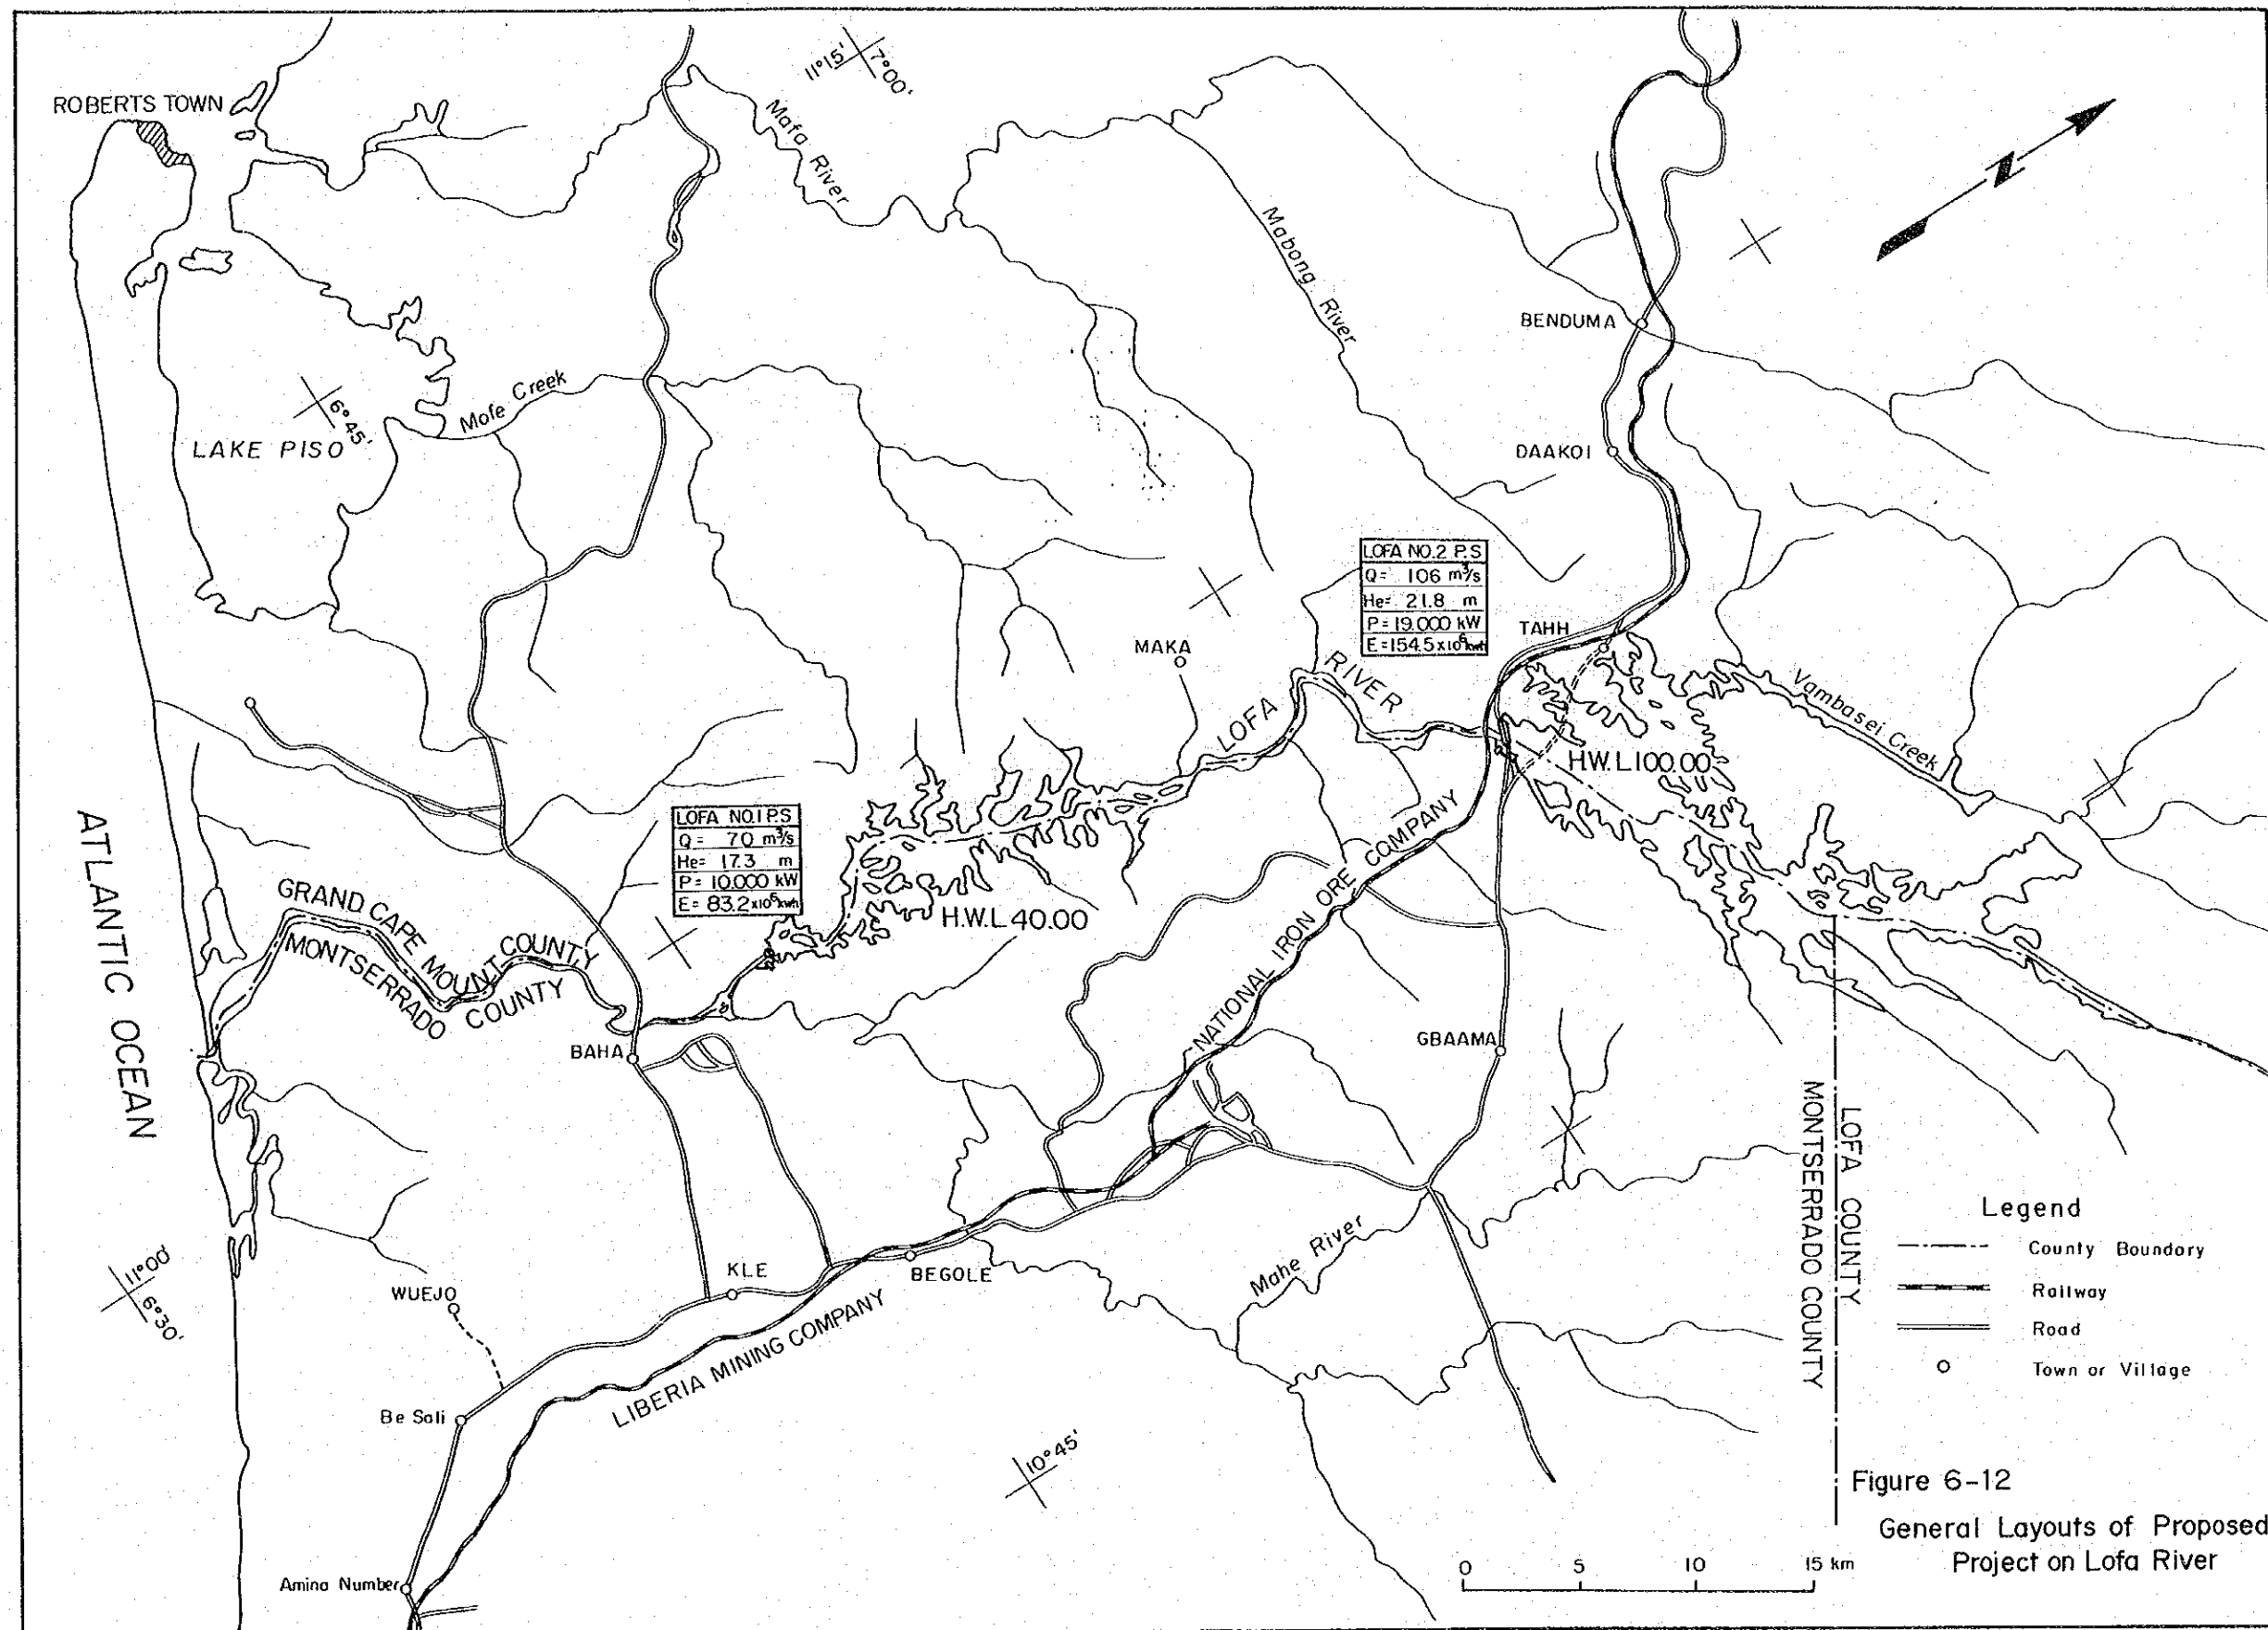 11°15'
7°00'
ROBERTS TOWN
Mafa River
Mabong River
N
BENDUMA
Mofe Creek
6°45'
LAKE PISO
DAAKOI
LOFA NO.2 P.S
Q= 106 m³/s
He= 21.8 m
P=19.000 kW
E=154.5x10⁶kwh
TAHH
MAKA
LOFA RIVER
Vambasei Creek
H.W.L100.00
LOFA NO.1 P.S
Q= 70 m³/s
He= 17.3 m
P= 10.000 kW
E= 83.2x10⁶kwh
H.W.L40.00
ATLANTIC OCEAN
GRAND CAPE MOUNT COUNTY
MONTSERRADO COUNTY
NATIONAL IRON ORE COMPANY
BAHA
GBAAMA
LOFA COUNTY
MONTSERRADO COUNTY
11°00'
6°30'
WUEJO
KLE
BEGOLE
Mahe River
LIBERIA MINING COMPANY
Be Sali
10°45'
Amina Number
Legend
County Boundory
Railway
Road
Town or Village
0 5 10 15 km
Figure 6-12
General Layouts of Proposed
Project on Lofa River